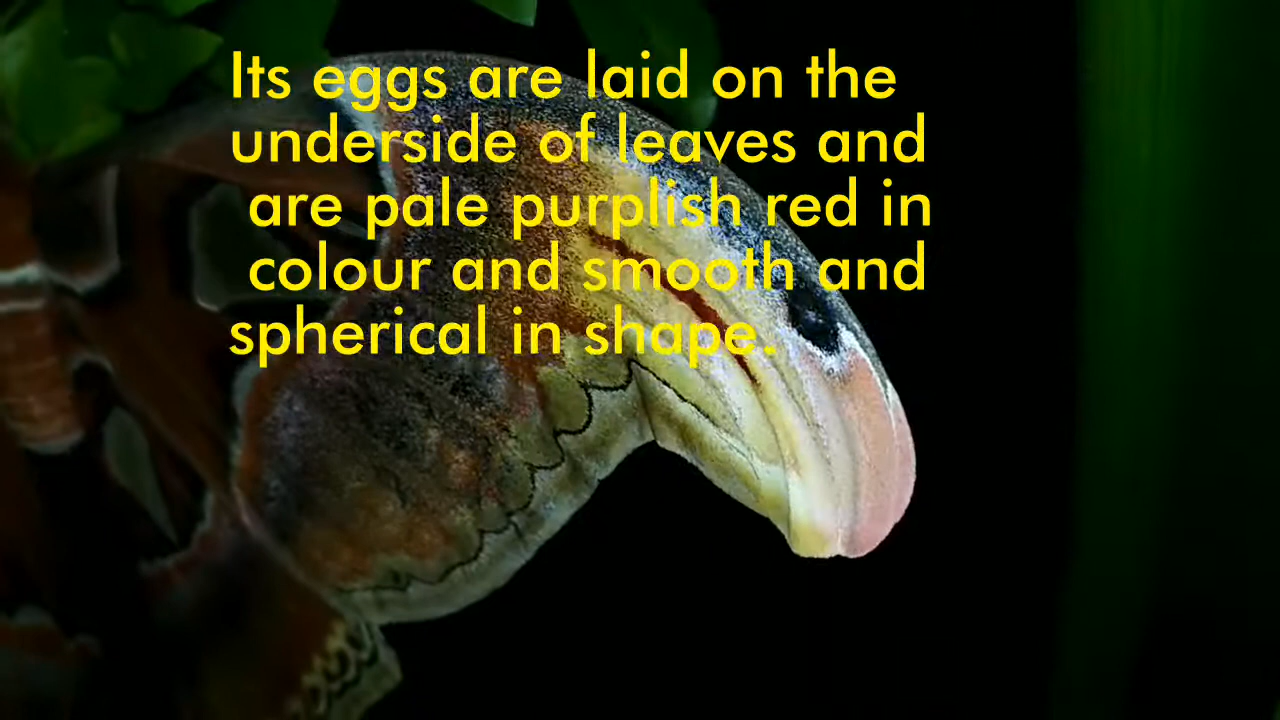 Its eggs are laid on the
underside of leaves and
are pale purplish red in
colour and smooth and
spherical in shape.